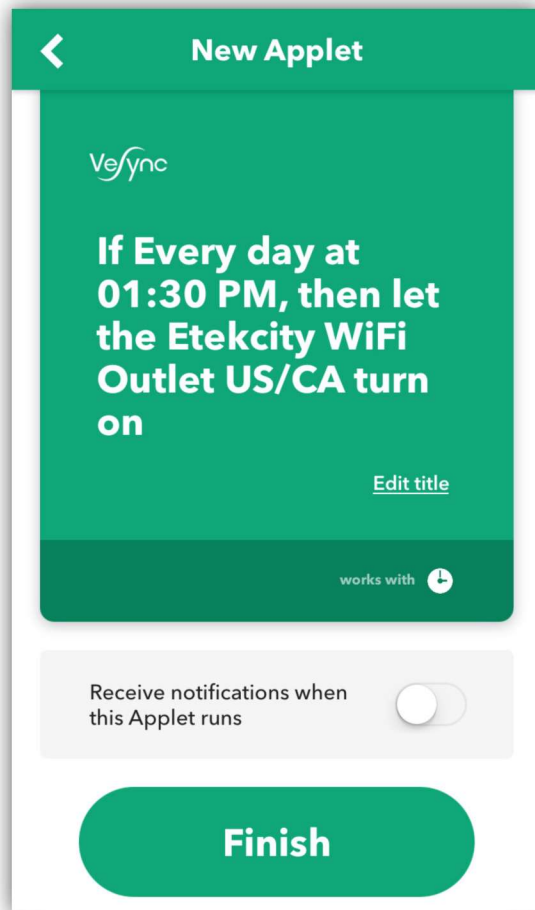 New Applet
VeSync
If Every day at
01:30 PM, then let
the Etekcity WiFi
Outlet US/CA turn
on
Edit title
works with
Receive notifications when
this Applet runs
Finish